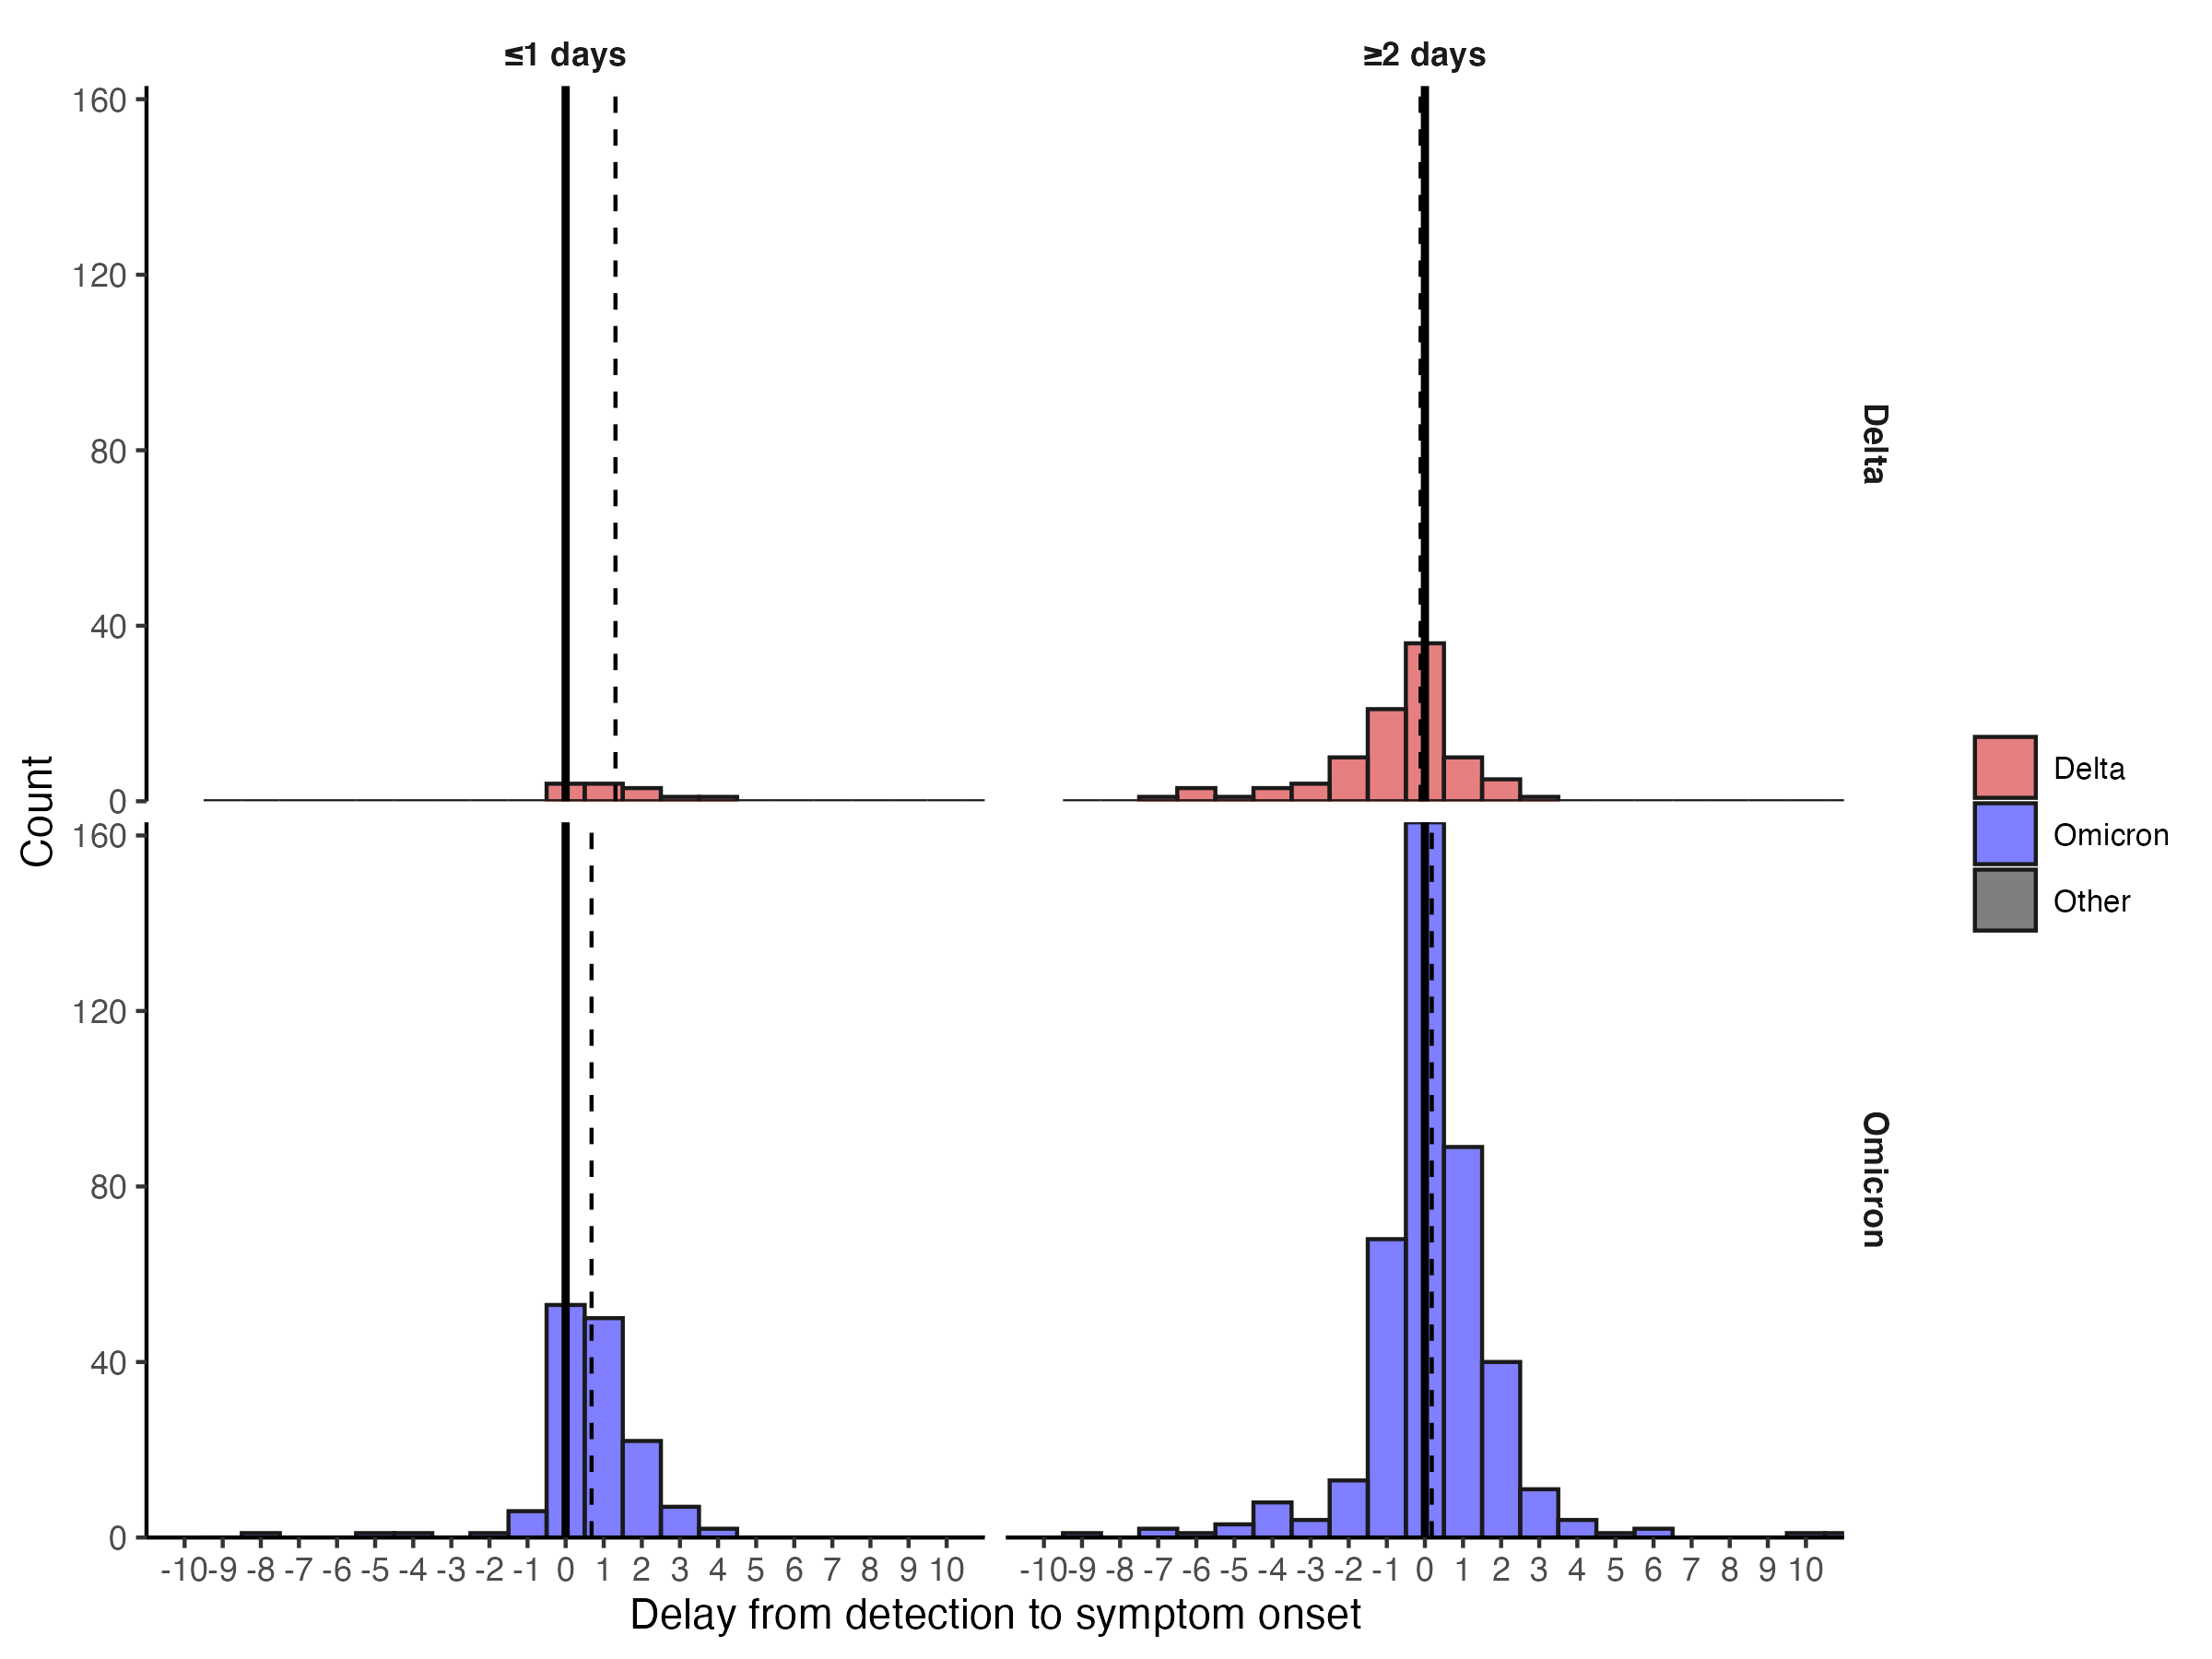 ≤1 days
≥2 days
160
120
80
40
0
Delta
160
120
80
40
0
Omicron
Count
-10 -9 -8 -7 -6 -5 -4 -3 -2 -1 0 1 2 3 4 5 6 7 8 9 10
-10 -9 -8 -7 -6 -5 -4 -3 -2 -1 0 1 2 3 4 5 6 7 8 9 10
Delay from detection to symptom onset
Delta
Omicron
Other